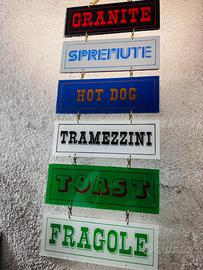 GRANITE
SPREMUTE
HOT DOG
TRAMEZZINI
TOAST
FRAGOLE